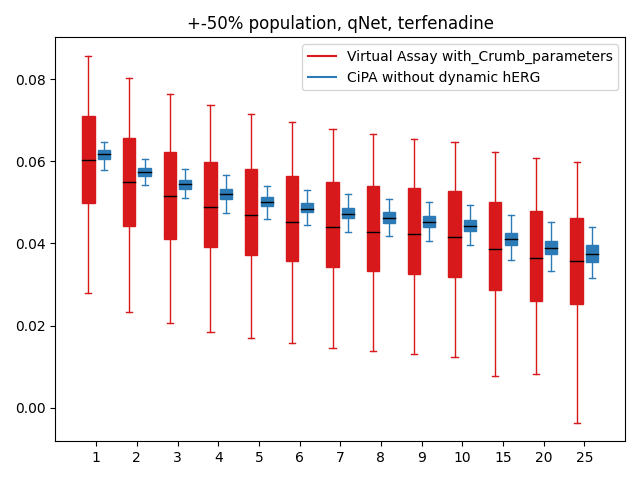 +-50% population, qNet, terfenadine
Virtual Assay with_Crumb_parameters
CiPA without dynamic hERG
0.08
0.06
0.04
0.02
0.00
1 2 3 4 5 6 7 8 9 10 15 20 25